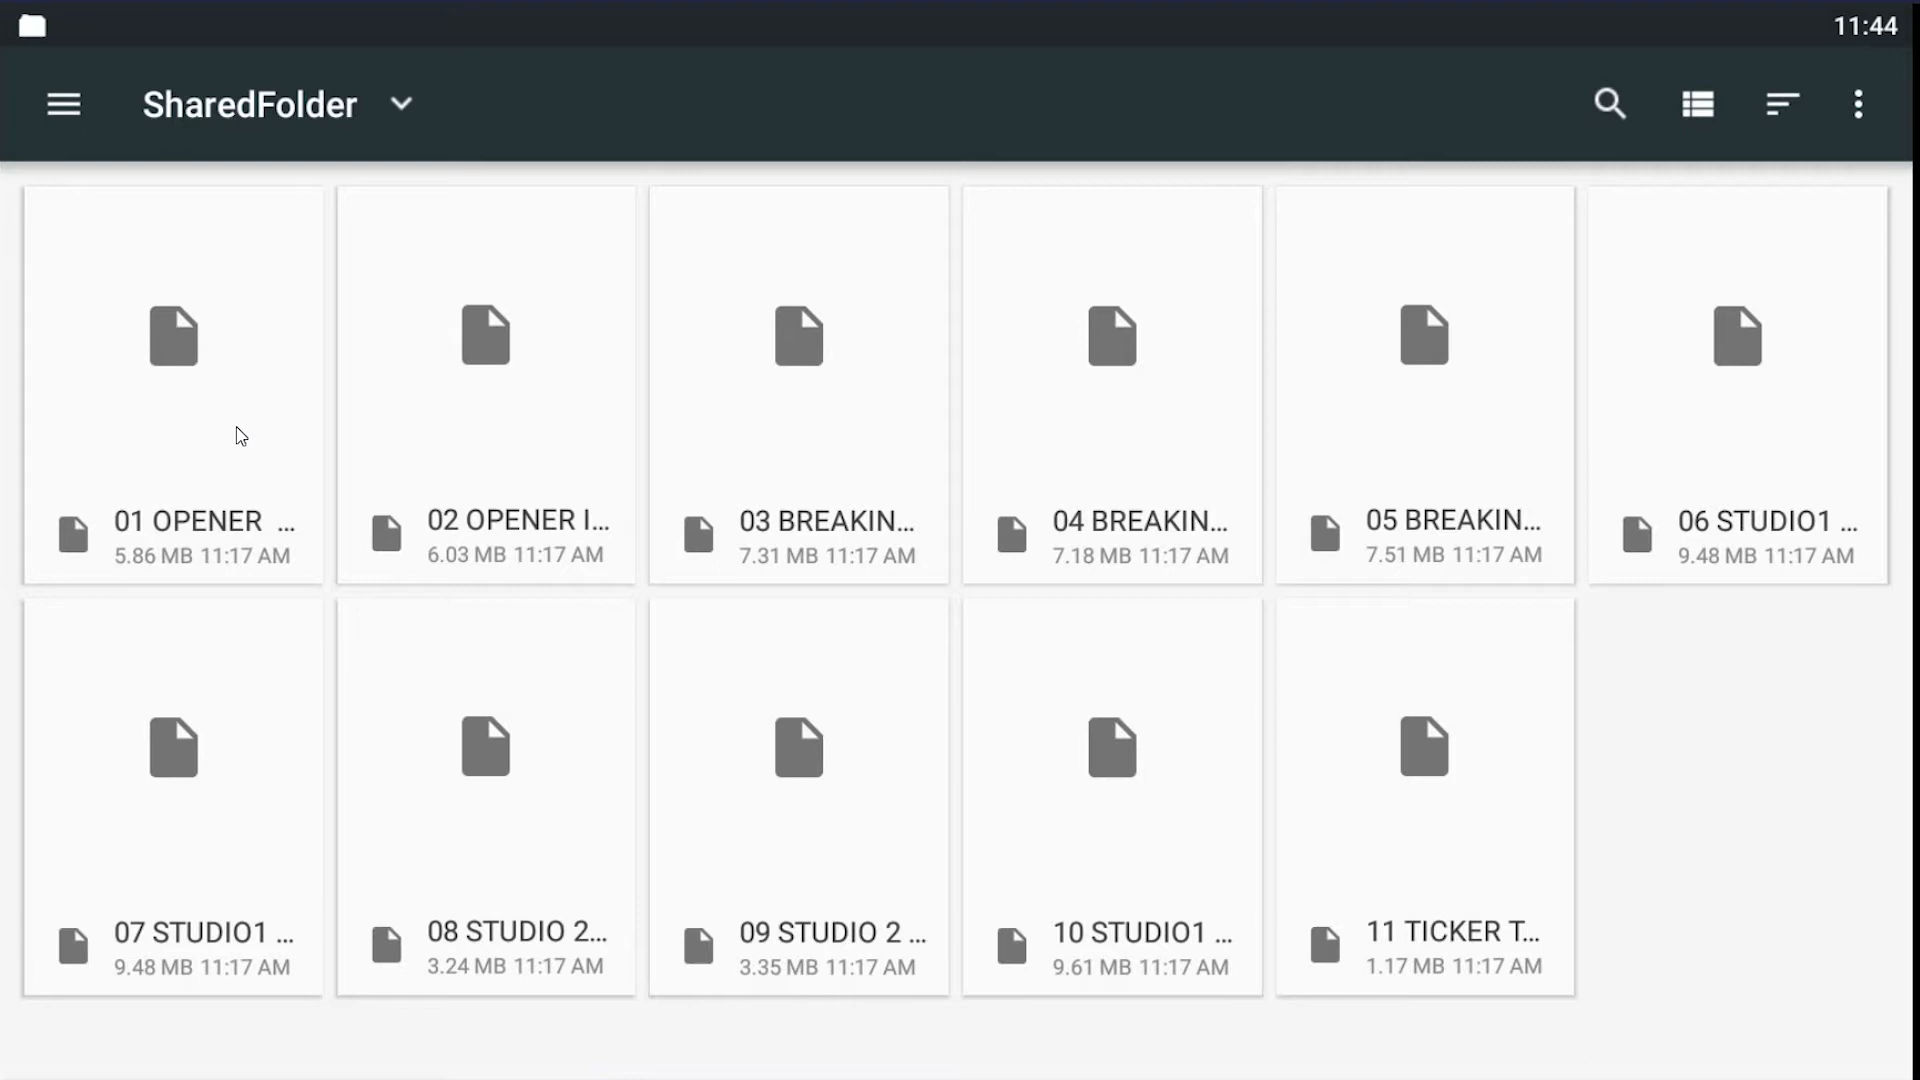 11:44
SharedFolder
01 OPENER ...
5.86 MB 11:17 AM
02 OPENER I...
6.03 MB 11:17 AM
03 BREAKIN...
7.31 MB 11:17 AM
04 BREAKIN...
7.18 MB 11:17 AM
05 BREAKIN...
7.51 MB 11:17 AM
06 STUDIO1 ...
9.48 MB 11:17 AM
07 STUDIO1 ...
9.48 MB 11:17 AM
08 STUDIO 2...
3.24 MB 11:17 AM
09 STUDIO 2 ...
3.35 MB 11:17 AM
10 STUDIO1 ...
9.61 MB 11:17 AM
11 TICKER T...
1.17 MB 11:17 AM